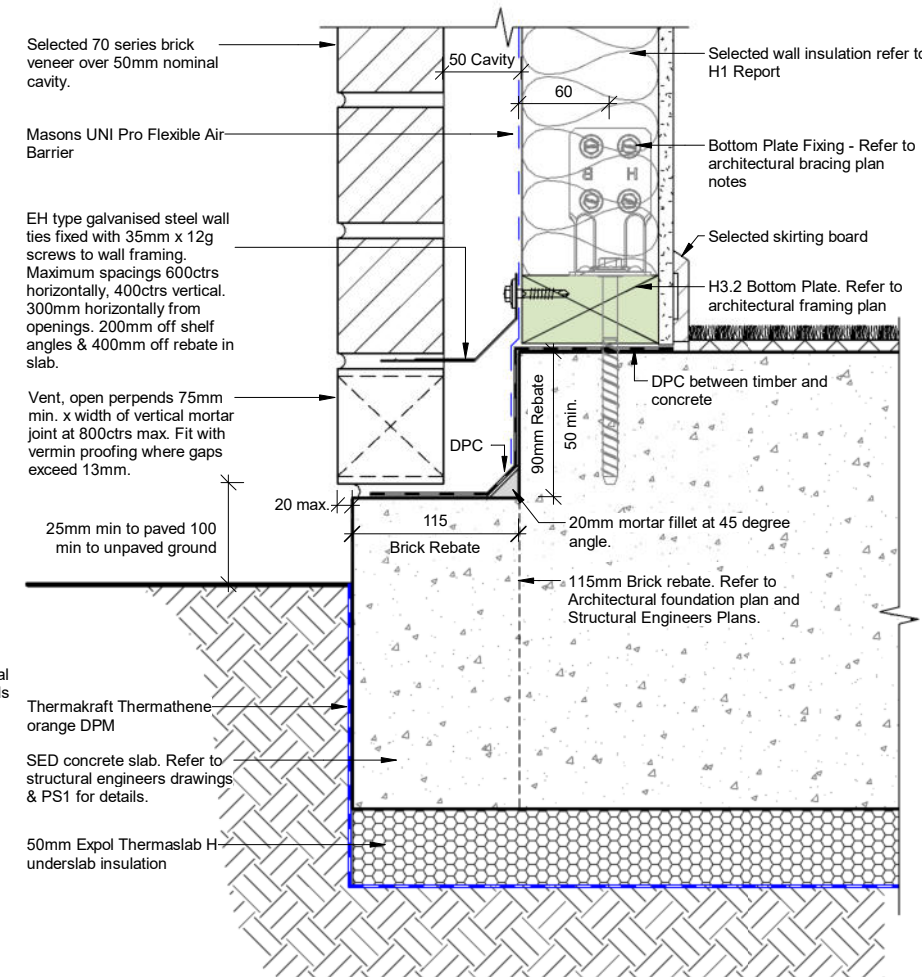 Selected 70 series brick
veneer over 50mm nominal
cavity.
Masons UNI Pro Flexible Air
Barrier
EH type galvanised steel wall
ties fixed with 35mm x 12g
screws to wall framing.
Maximum spacings 600ctrs
horizontally, 400ctrs vertical.
300mm horizontally from
openings. 200mm off shelf
angles & 400mm off rebate in
slab.
Vent, open perpends 75mm
min. x width of vertical mortar
joint at 800ctrs max. Fit with
vermin proofing where gaps
exceed 13mm.
25mm min to paved 100
min to unpaved ground
Thermakraft Thermathene
orange DPM
SED concrete slab. Refer to
structural engineers drawings
& PS1 for details.
50mm Expol Thermaslab H
underslab insulation
50 Cavity
60
B H
DPC
90mm Rebate
50 min.
20 max.
115
Brick Rebate
Selected wall insulation refer to
H1 Report
Bottom Plate Fixing - Refer to
architectural bracing plan
notes
Selected skirting board
H3.2 Bottom Plate. Refer to
architectural framing plan
DPC between timber and
concrete
20mm mortar fillet at 45 degree
angle.
115mm Brick rebate. Refer to
Architectural foundation plan and
Structural Engineers Plans.